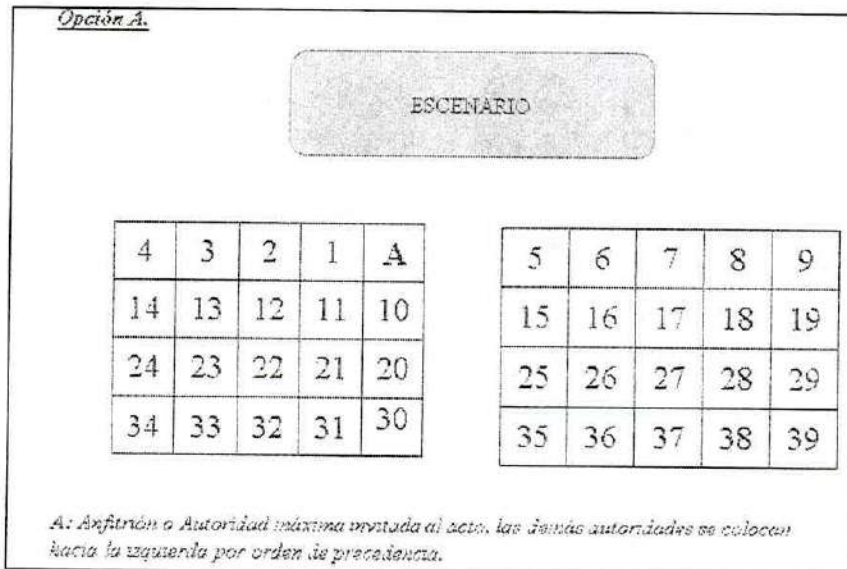 Opción A.
ESCENARIO
4 3 2 1 A
5 6 7 8 9
14 13 12 11 10
15 16 17 18 19
24 23 22 21 20
25 26 27 28 29
34 33 32 31 30
35 36 37 38 39
A: Anfitrión o Autoridad máxima invitada al acto, las demás autoridades se colocan
hacia la izquierda por orden de precedencia.